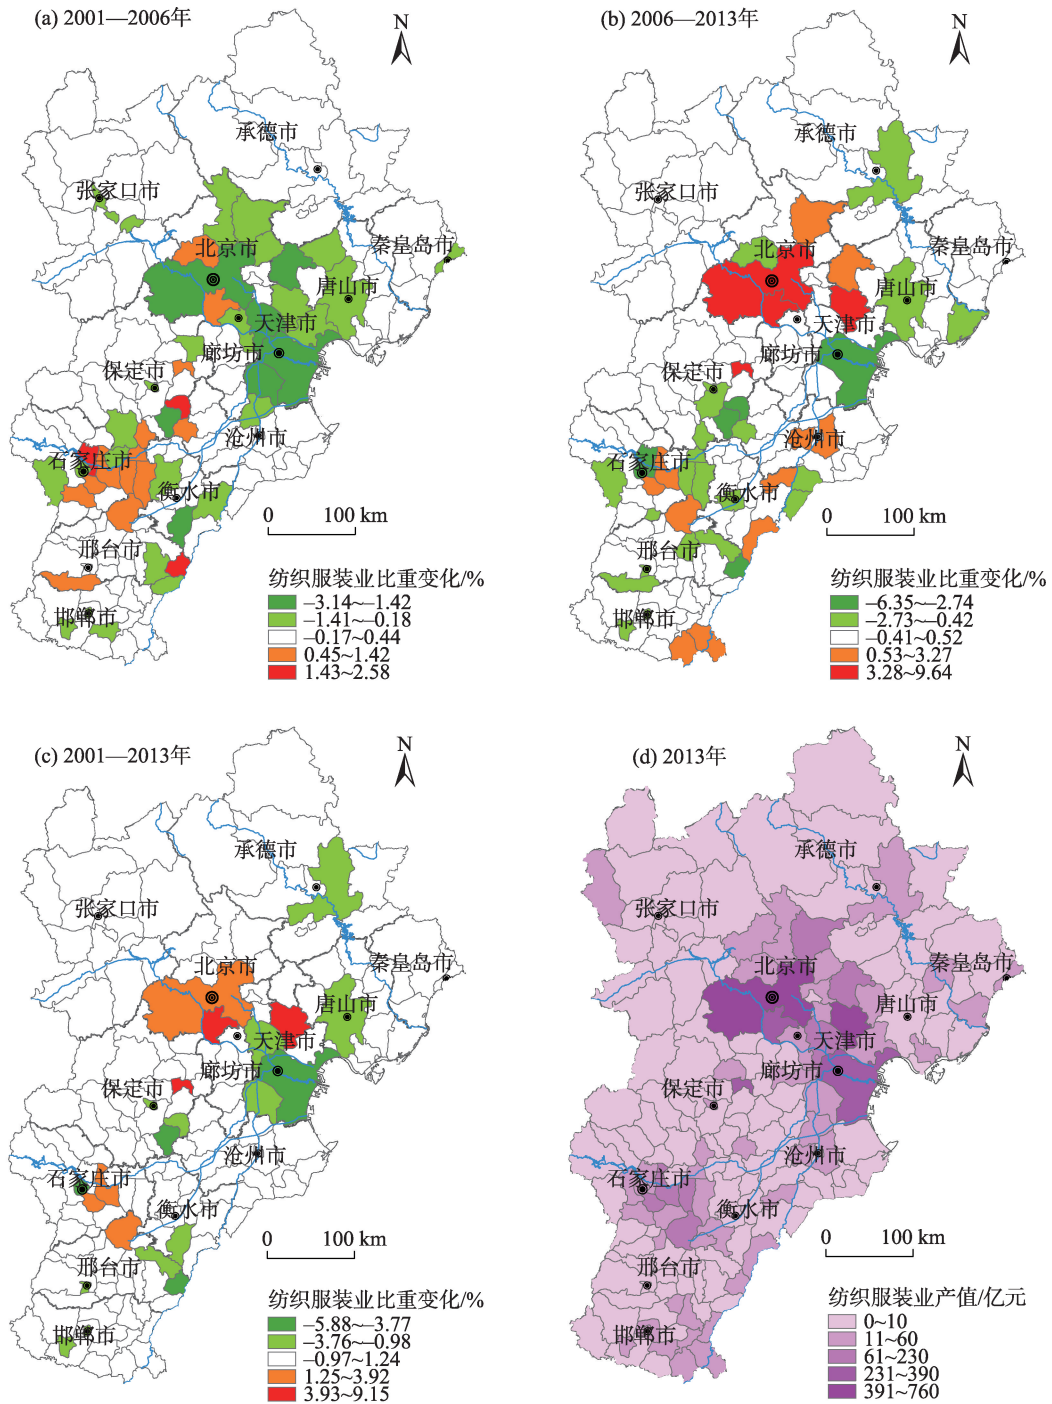 (a) 2001—2006年
N
承德市
张家口市
北京市
秦皇岛市
唐山市
天津市
廊坊市
保定市
沧州市
石家庄市
衡水市
0 100 km
邢台市
邯郸市
纺织服装业比重变化/%
–3.14~–1.42
–1.41~–0.18
–0.17~0.44
0.45~1.42
1.43~2.58
(b) 2006—2013年
N
承德市
张家口市
北京市
秦皇岛市
唐山市
天津市
廊坊市
保定市
沧州市
石家庄市
衡水市
0 100 km
邢台市
邯郸市
纺织服装业比重变化/%
–6.35~–2.74
–2.73~–0.42
–0.41~0.52
0.53~3.27
3.28~9.64
(c) 2001—2013年
N
承德市
张家口市
北京市
秦皇岛市
唐山市
天津市
廊坊市
保定市
沧州市
石家庄市
衡水市
0 100 km
邢台市
邯郸市
纺织服装业比重变化/%
–5.88~–3.77
–3.76~–0.98
–0.97~1.24
1.25~3.92
3.93~9.15
(d) 2013年
N
承德市
张家口市
北京市
秦皇岛市
唐山市
天津市
廊坊市
保定市
沧州市
石家庄市
衡水市
0 100 km
邢台市
邯郸市
纺织服装业产值/亿元
0~10
11~60
61~230
231~390
391~760